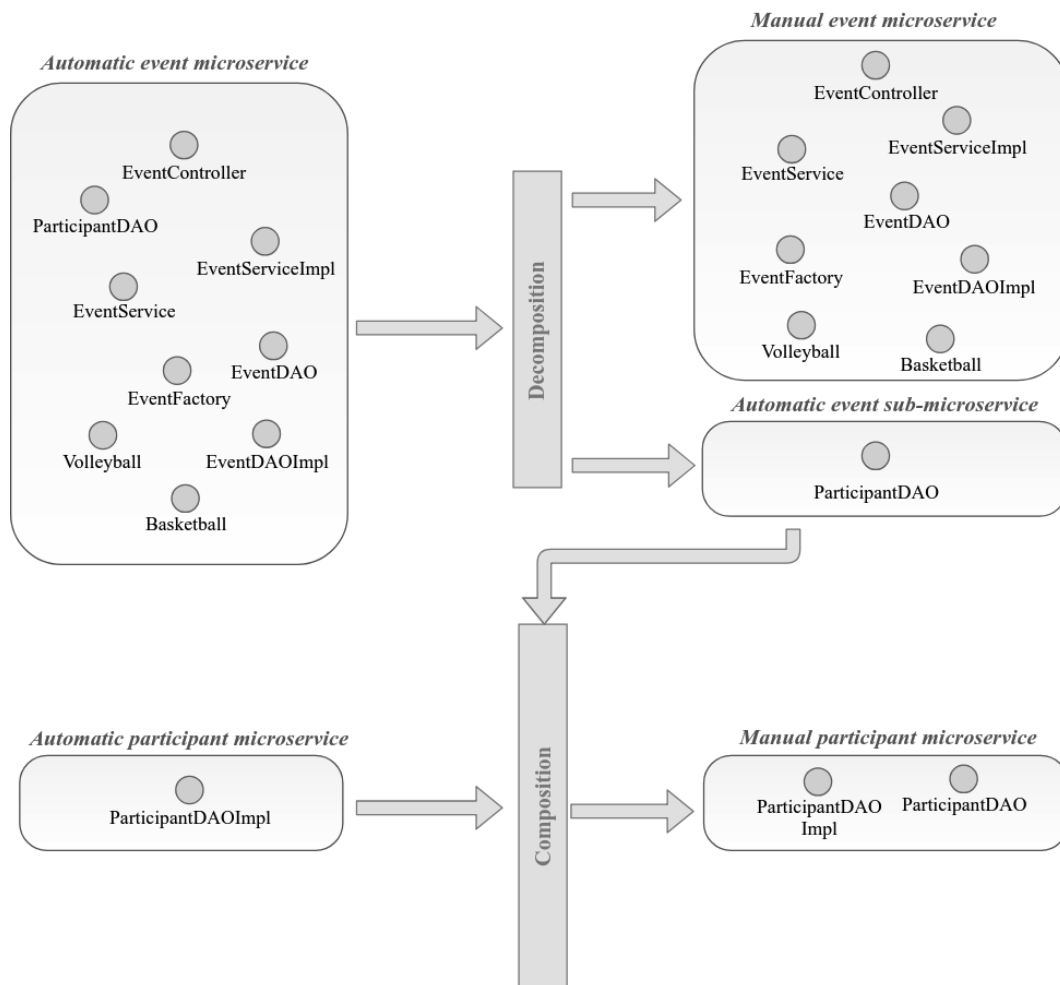 Automatic event microservice
EventController
ParticipantDAO
EventServiceImpl
EventService
EventDAO
EventFactory
Volleyball
EventDAOImpl
Basketball
Decomposition
Manual event microservice
EventController
EventServiceImpl
EventService
EventDAO
EventFactory
EventDAOImpl
Volleyball
Basketball
Automatic event sub-microservice
ParticipantDAO
Automatic participant microservice
ParticipantDAOImpl
Composition
Manual participant microservice
ParticipantDAO
Impl
ParticipantDAO